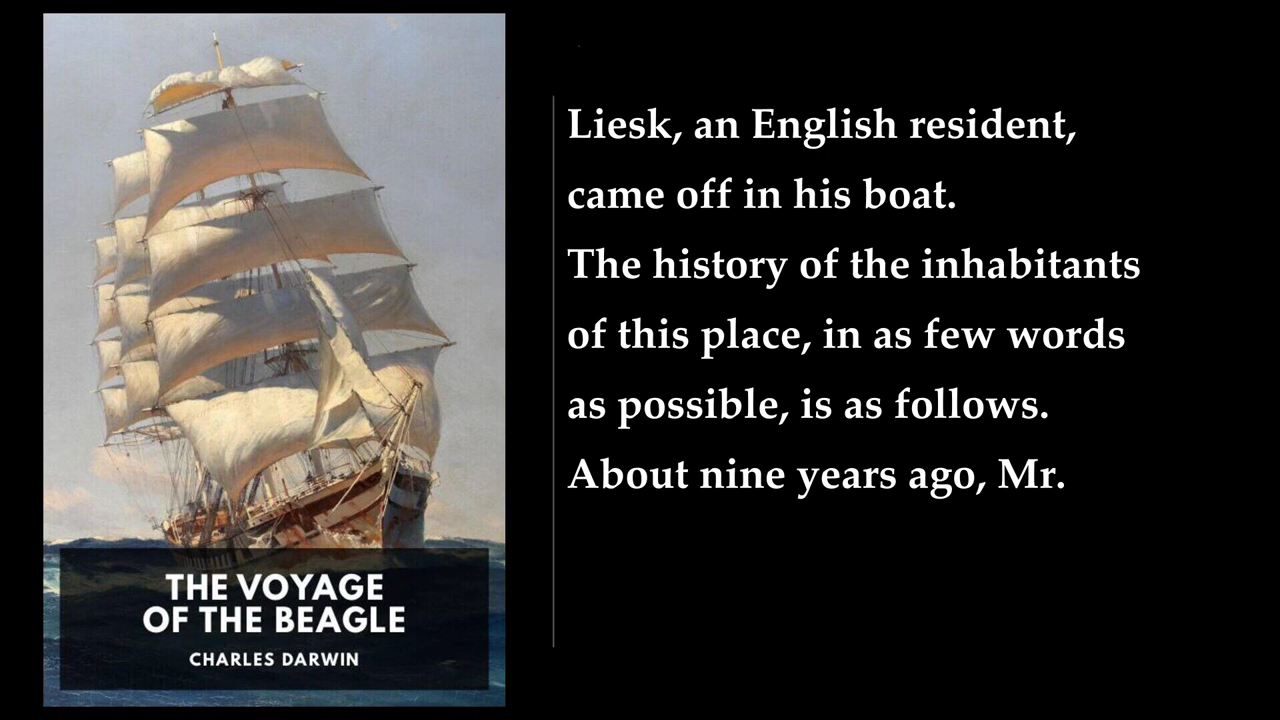 THE VOYAGE
OF THE BEAGLE
CHARLES DARWIN
Liesk, an English resident,
came off in his boat.
The history of the inhabitants
of this place, in as few words
as possible, is as follows.
About nine years ago, Mr.